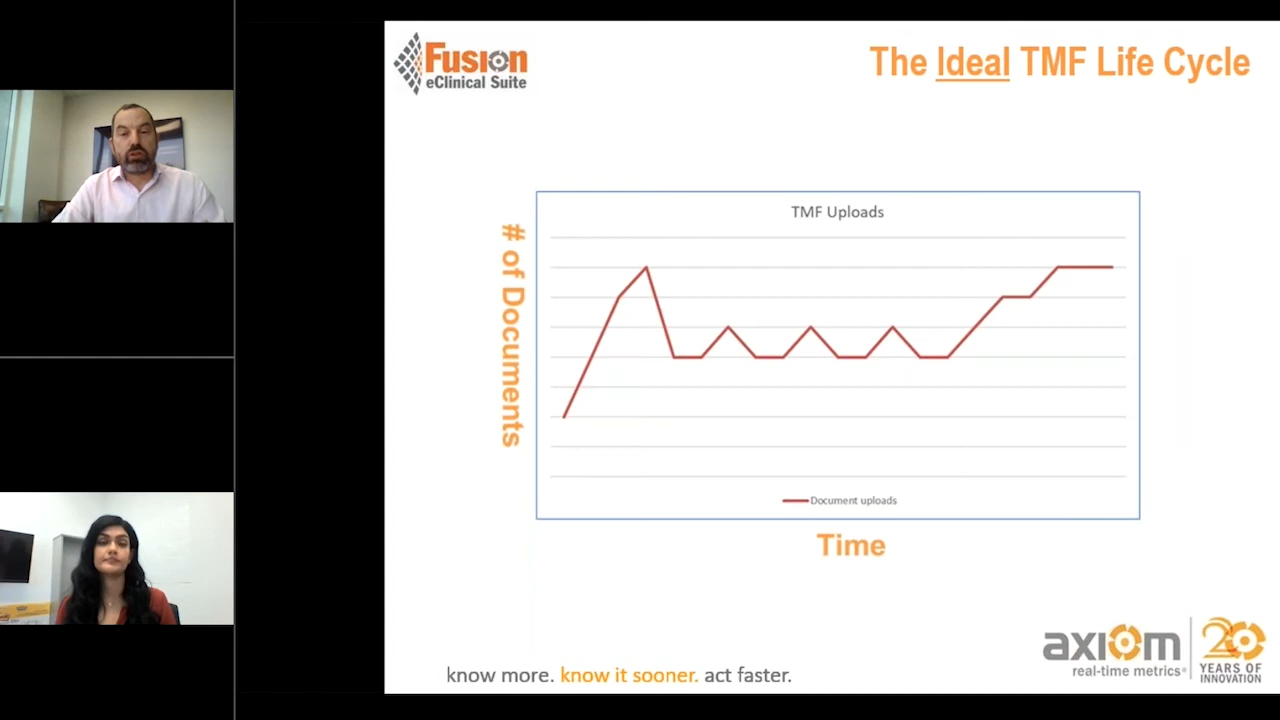 Fusion
eClinical Suite
The Ideal TMF Life Cycle
TMF Uploads
# of Documents
Document uploads
Time
know more. know it sooner. act faster.
axiom
real-time metrics®
20
YEARS OF
INNOVATION